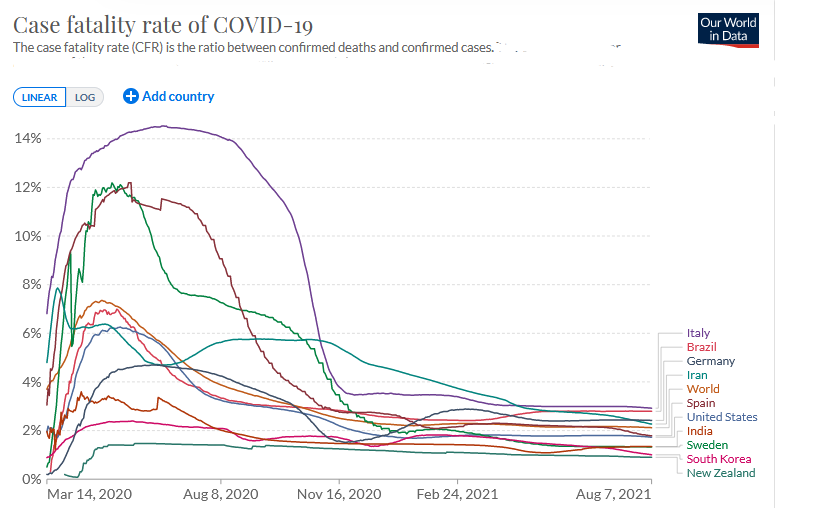 Case fatality rate of COVID-19
Our World
in Data
The case fatality rate (CFR) is the ratio between confirmed deaths and confirmed cases.
LINEAR
LOG
Add country
14%
12%
10%
8%
6%
4%
2%
0%
Mar 14, 2020
Aug 8, 2020
Nov 16, 2020
Feb 24, 2021
Aug 7, 2021
Italy
Brazil
Germany
Iran
World
Spain
United States
India
Sweden
South Korea
New Zealand